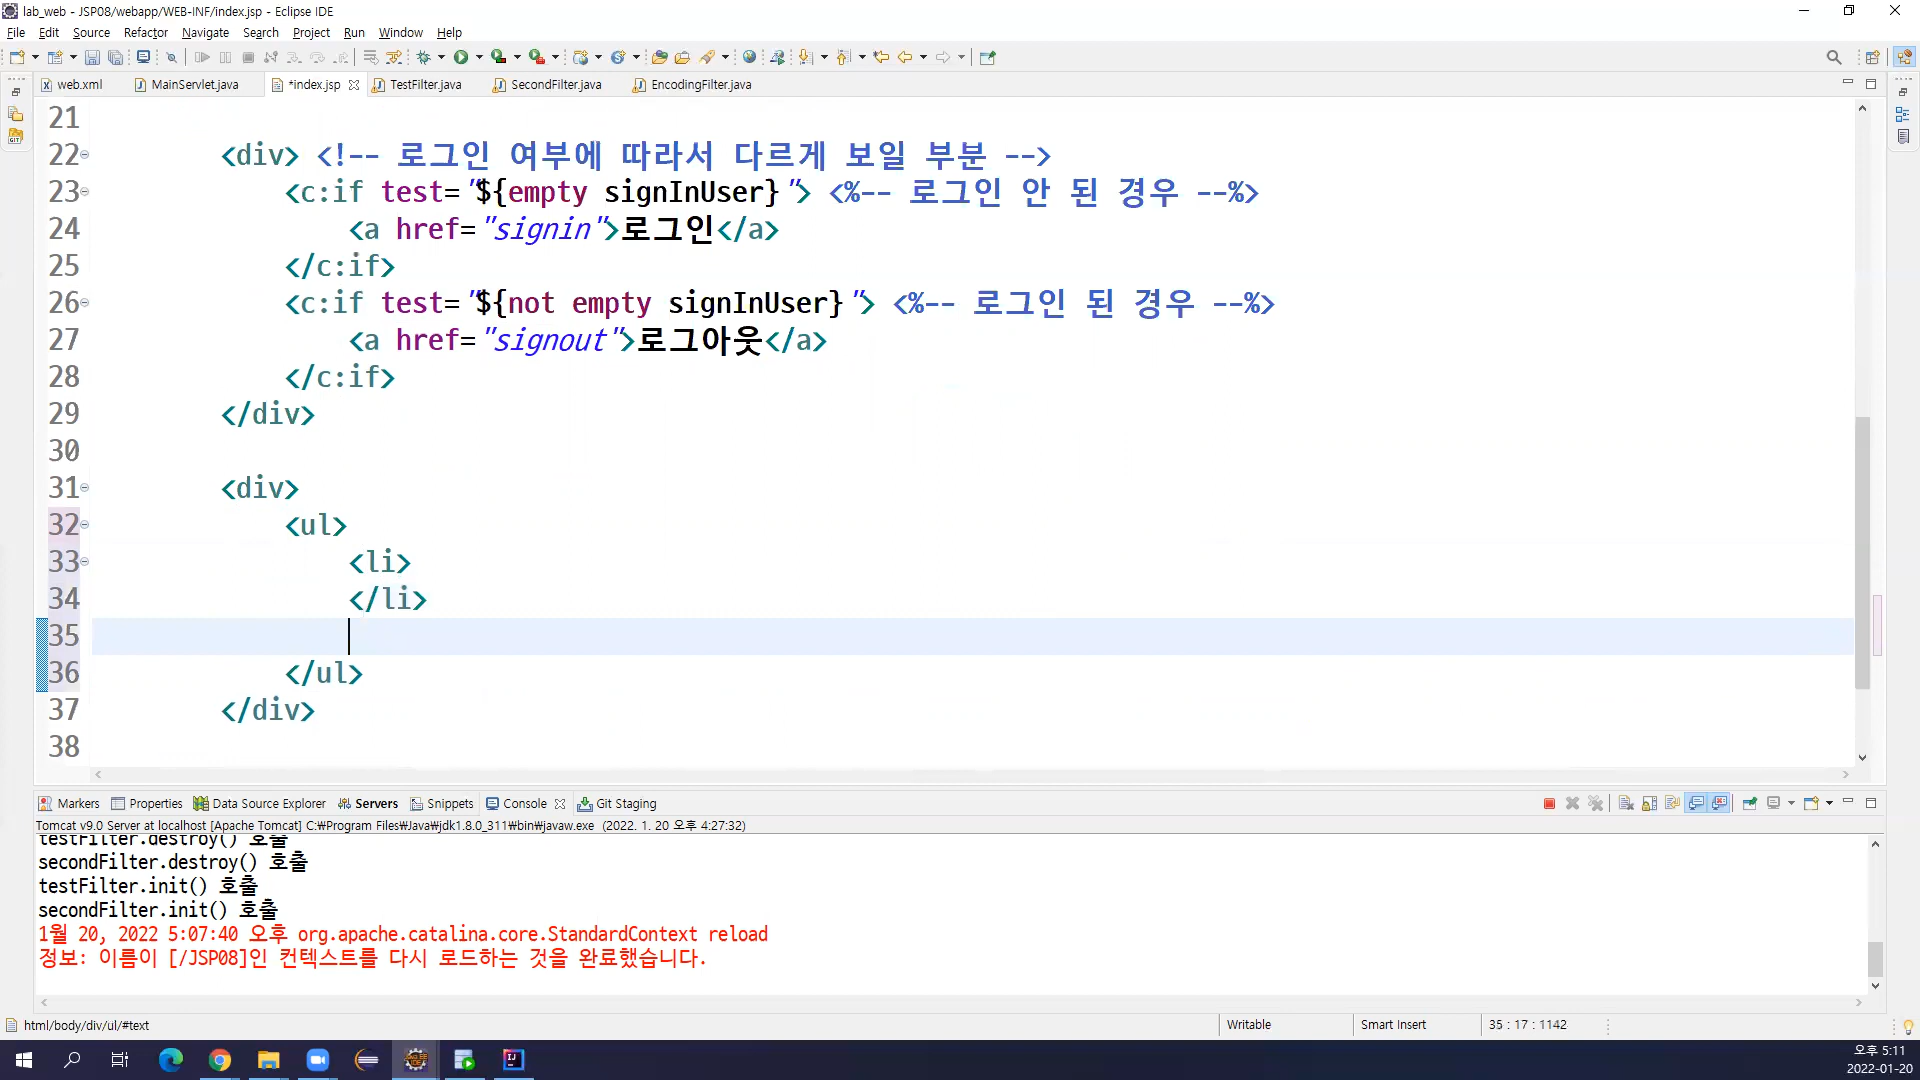 lab_web - JSP08/webapp/WEB-INF/index.jsp - Eclipse IDE
File Edit Source Refactor Navigate Search Project Run Window Help
web.xml MainServlet.java *index.jsp TestFilter.java SecondFilter.java EncodingFilter.java
21
22 <div> <!-- 로그인 여부에 따라서 다르게 보일 부분 -->
23 <c:if test="${empty signInUser}"> <%-- 로그인 안 된 경우 --%>
24 <a href="signin">로그인</a>
25 </c:if>
26 <c:if test="${not empty signInUser}"> <%-- 로그인 된 경우 --%>
27 <a href="signout">로그아웃</a>
28 </c:if>
29 </div>
30
31 <div>
32 <ul>
33 <li>
34 </li>
35
36 </ul>
37 </div>
38
Markers Properties Data Source Explorer Servers Snippets Console Git Staging
Tomcat v9.0 Server at localhost [Apache Tomcat] C:₩Program Files₩Java₩jdk1.8.0_311₩bin₩javaw.exe (2022. 1. 20 오후 4:27:32)
testFilter.destroy() 호출
secondFilter.destroy() 호출
testFilter.init() 호출
secondFilter.init() 호출
1월 20, 2022 5:07:40 오후 org.apache.catalina.core.StandardContext reload
정보: 이름이 [/JSP08]인 컨텍스트를 다시 로드하는 것을 완료했습니다.
html/body/div/ul/#text Writable Smart Insert 35 : 17 : 1142
오후 5:11
2022-01-20